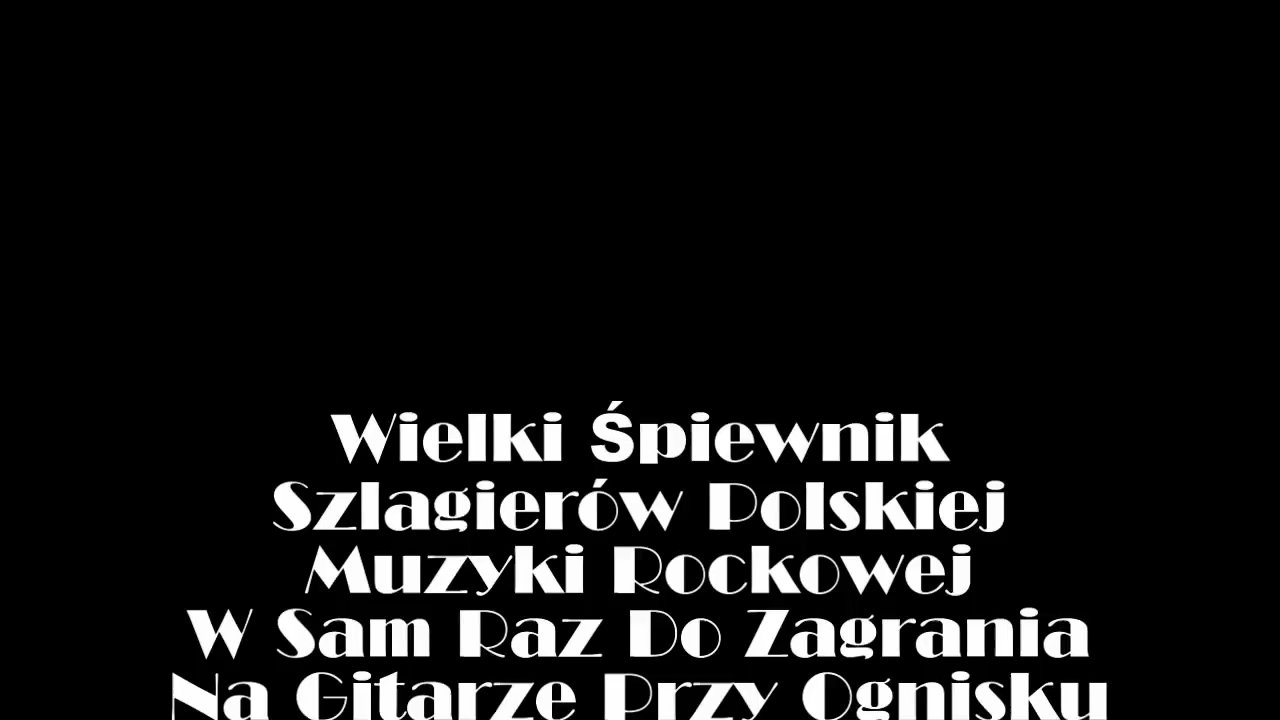 Wielki Śpiewnik
Szlagierów Polskiej
Muzyki Rockowej
W Sam Raz Do Zagrania
Na Gitarze Przy Ognisku